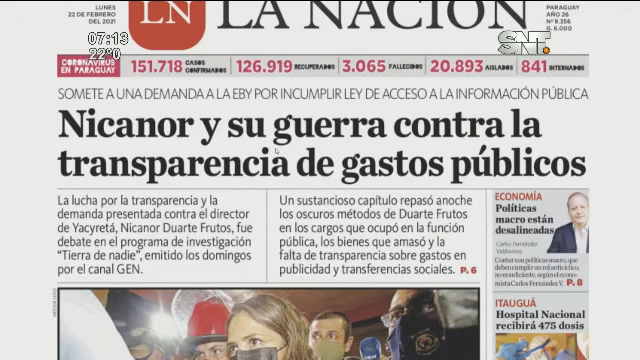 LUNES
22 DE FEBRERO
DEL 2021
LN
LA NACIÓN
PARAGUAY
AÑO 26
Nº 9.356
G. 6.000
07:13
22°0
SNT
CORONAVIRUS
EN PARAGUAY
151.718 CASOS CONFIRMADOS
126.919 RECUPERADOS
3.065 FALLECIDOS
20.893 AISLADOS
841 INTERNADOS
SOMETE A UNA DEMANDA A LA EBY POR INCUMPLIR LEY DE ACCESO A LA INFORMACIÓN PÚBLICA
Nicanor y su guerra contra la
transparencia de gastos públicos
La lucha por la transparencia y la
demanda presentada contra el director
de Yacyretá, Nicanor Duarte Frutos, fue
debate en el programa de investigación
“Tierra de nadie”, emitido los domingos
por el canal GEN.
Un sustancioso capítulo repasó anoche
los oscuros métodos de Duarte Frutos
en los cargos que ocupó en la función
pública, los bienes que amasó y la
falta de transparencia sobre gastos en
publicidad y transferencias sociales. P. 6
ECONOMÍA
Políticas
macro están
desalineadas
Carlos Fernández
Valdovinos.
Contar con políticas macro, que
deben cumplir un rol anticíclico,
no es suficiente, según el econo-
mista Carlos Fernández V. P. 8
ITAUGUÁ
Hospital Nacional
recibirá 475 dosis